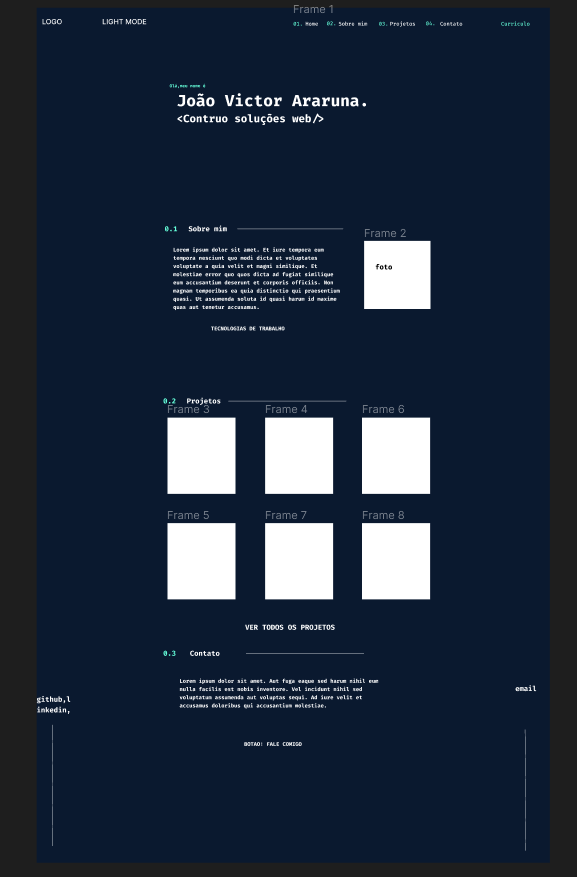 Frame 1
LOGO
LIGHT MODE
01. Home
02. Sobre mim
03. Projetos
04. Contato
Currículo
Olá,meu nome é
João Victor Araruna.
<Contruo soluções web/>
0.1 Sobre mim
Frame 2
foto
Lorem ipsum dolor sit amet. Et iure tempora eum
tempora nesciunt quo modi dicta et voluptates
voluptate a quia velit et magni similique. Et
molestiae error quo quos dicta ad fugiat similique
eum accusantium deserunt et corporis officiis. Non
magnam temporibus ea quia distinctio qui praesentium
quasi. Ut assumenda soluta id quasi harum id maxime
quas aut tenetur accusamus.
TECNOLOGIAS DE TRABALHO
0.2 Projetos
Frame 3
Frame 4
Frame 6
Frame 5
Frame 7
Frame 8
VER TODOS OS PROJETOS
0.3 Contato
Lorem ipsum dolor sit amet. Aut fuga eaque sed harum nihil eum
nulla facilis est nobis inventore. Vel incidunt nihil sed
voluptatum assumenda aut voluptas sequi. Ab iure velit et
accusamus doloribus qui accusantium molestiae.
email
github,l
inkedin,
BOTAO: FALE COMIGO